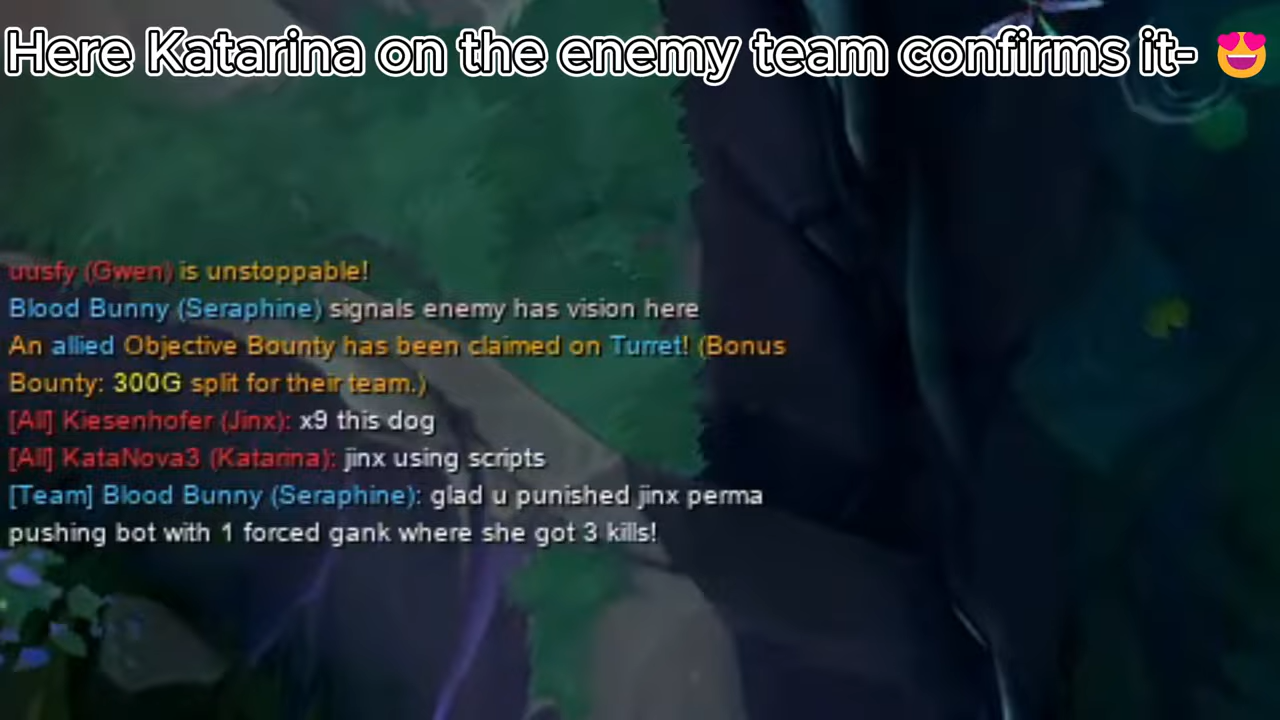 Here Katarina on the enemy team confirms it- 😍
uusfy (Gwen) is unstoppable!
Blood Bunny (Seraphine) signals enemy has vision here
An allied Objective Bounty has been claimed on Turret! (Bonus
Bounty: 300G split for their team.)
[All] Kiesenhofer (Jinx): x9 this dog
[All] KataNova3 (Katarina): jinx using scripts
[Team] Blood Bunny (Seraphine): glad u punished jinx perma
pushing bot with 1 forced gank where she got 3 kills!